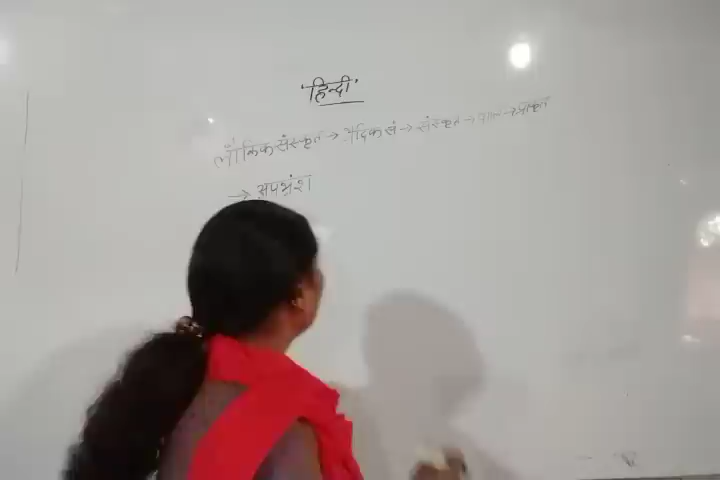 'हिन्दी'
लौकिक संस्कृत → वैदिक सं → संस्कृत → पालि → प्राकृत
→ अपभ्रंश